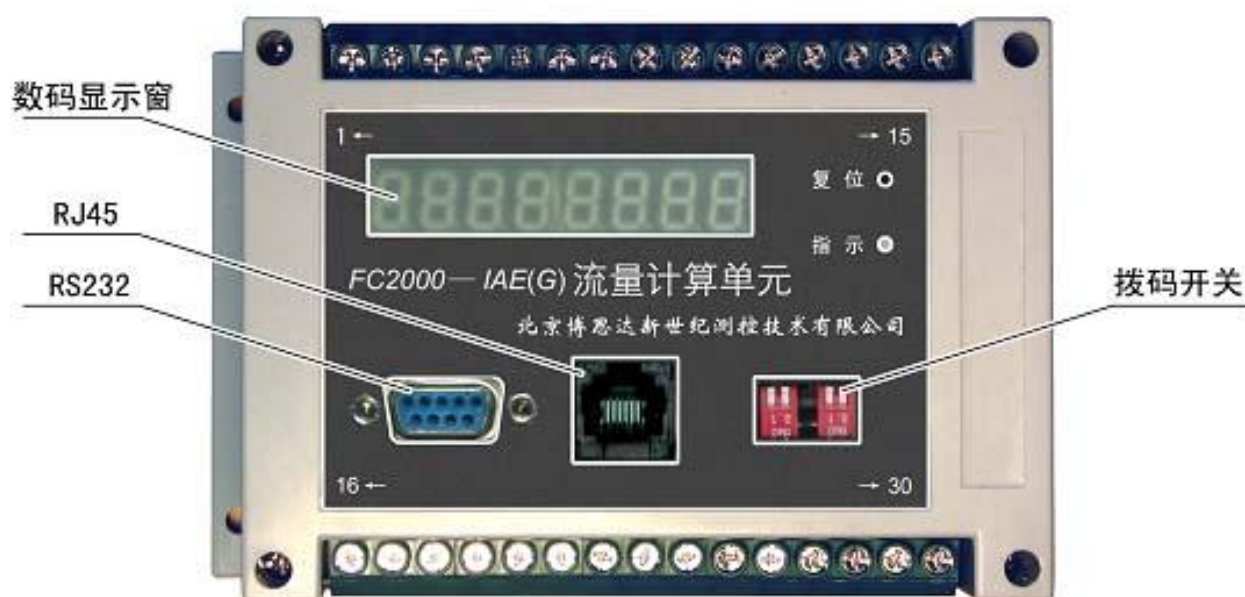 数码显示窗
RJ45
RS232
拨码开关
1← →15
复位
指示
FC2000—IAE(G)流量计算单元
北京博思达新世纪测控技术有限公司
16← →30